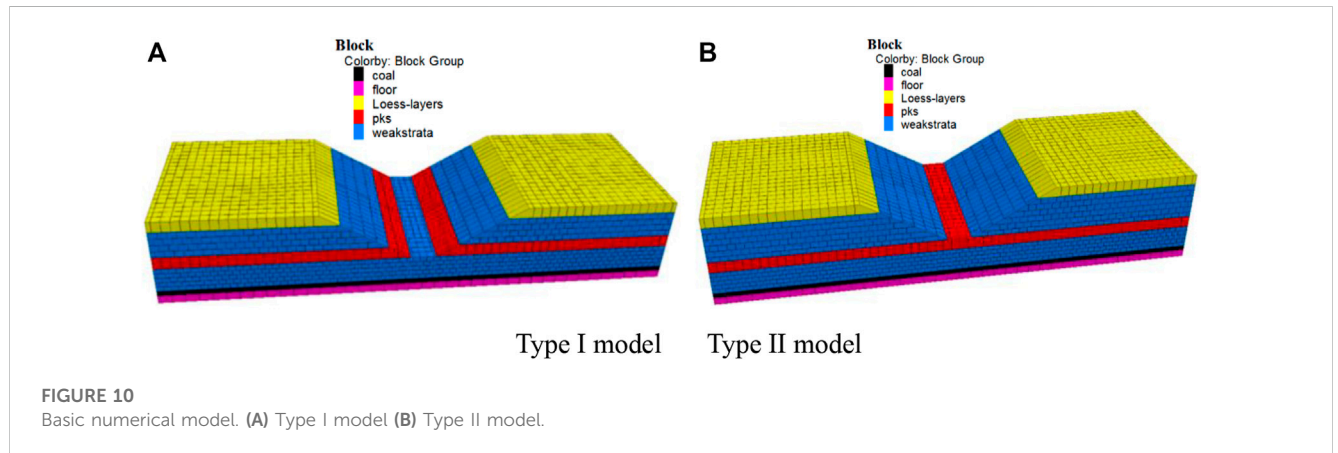 A
Block
Colorby: Block Group
coal
floor
Loess-layers
pks
weakstrata
B
Block
Colorby: Block Group
coal
floor
Loess-layers
pks
weakstrata
Type I model
Type II model
FIGURE 10
Basic numerical model. (A) Type I model (B) Type II model.